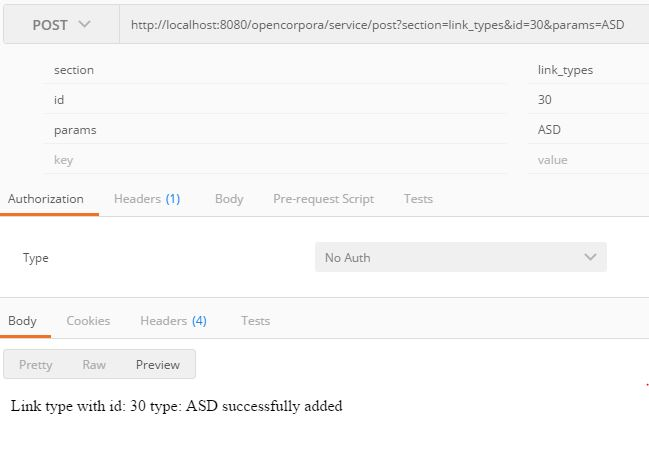 POST http://localhost:8080/opencorpora/service/post?section=link_types&id=30&params=ASD
section link_types
id 30
params ASD
key value
Authorization Headers (1) Body Pre-request Script Tests
Type No Auth
Body Cookies Headers (4) Tests
Pretty Raw Preview
Link type with id: 30 type: ASD successfully added